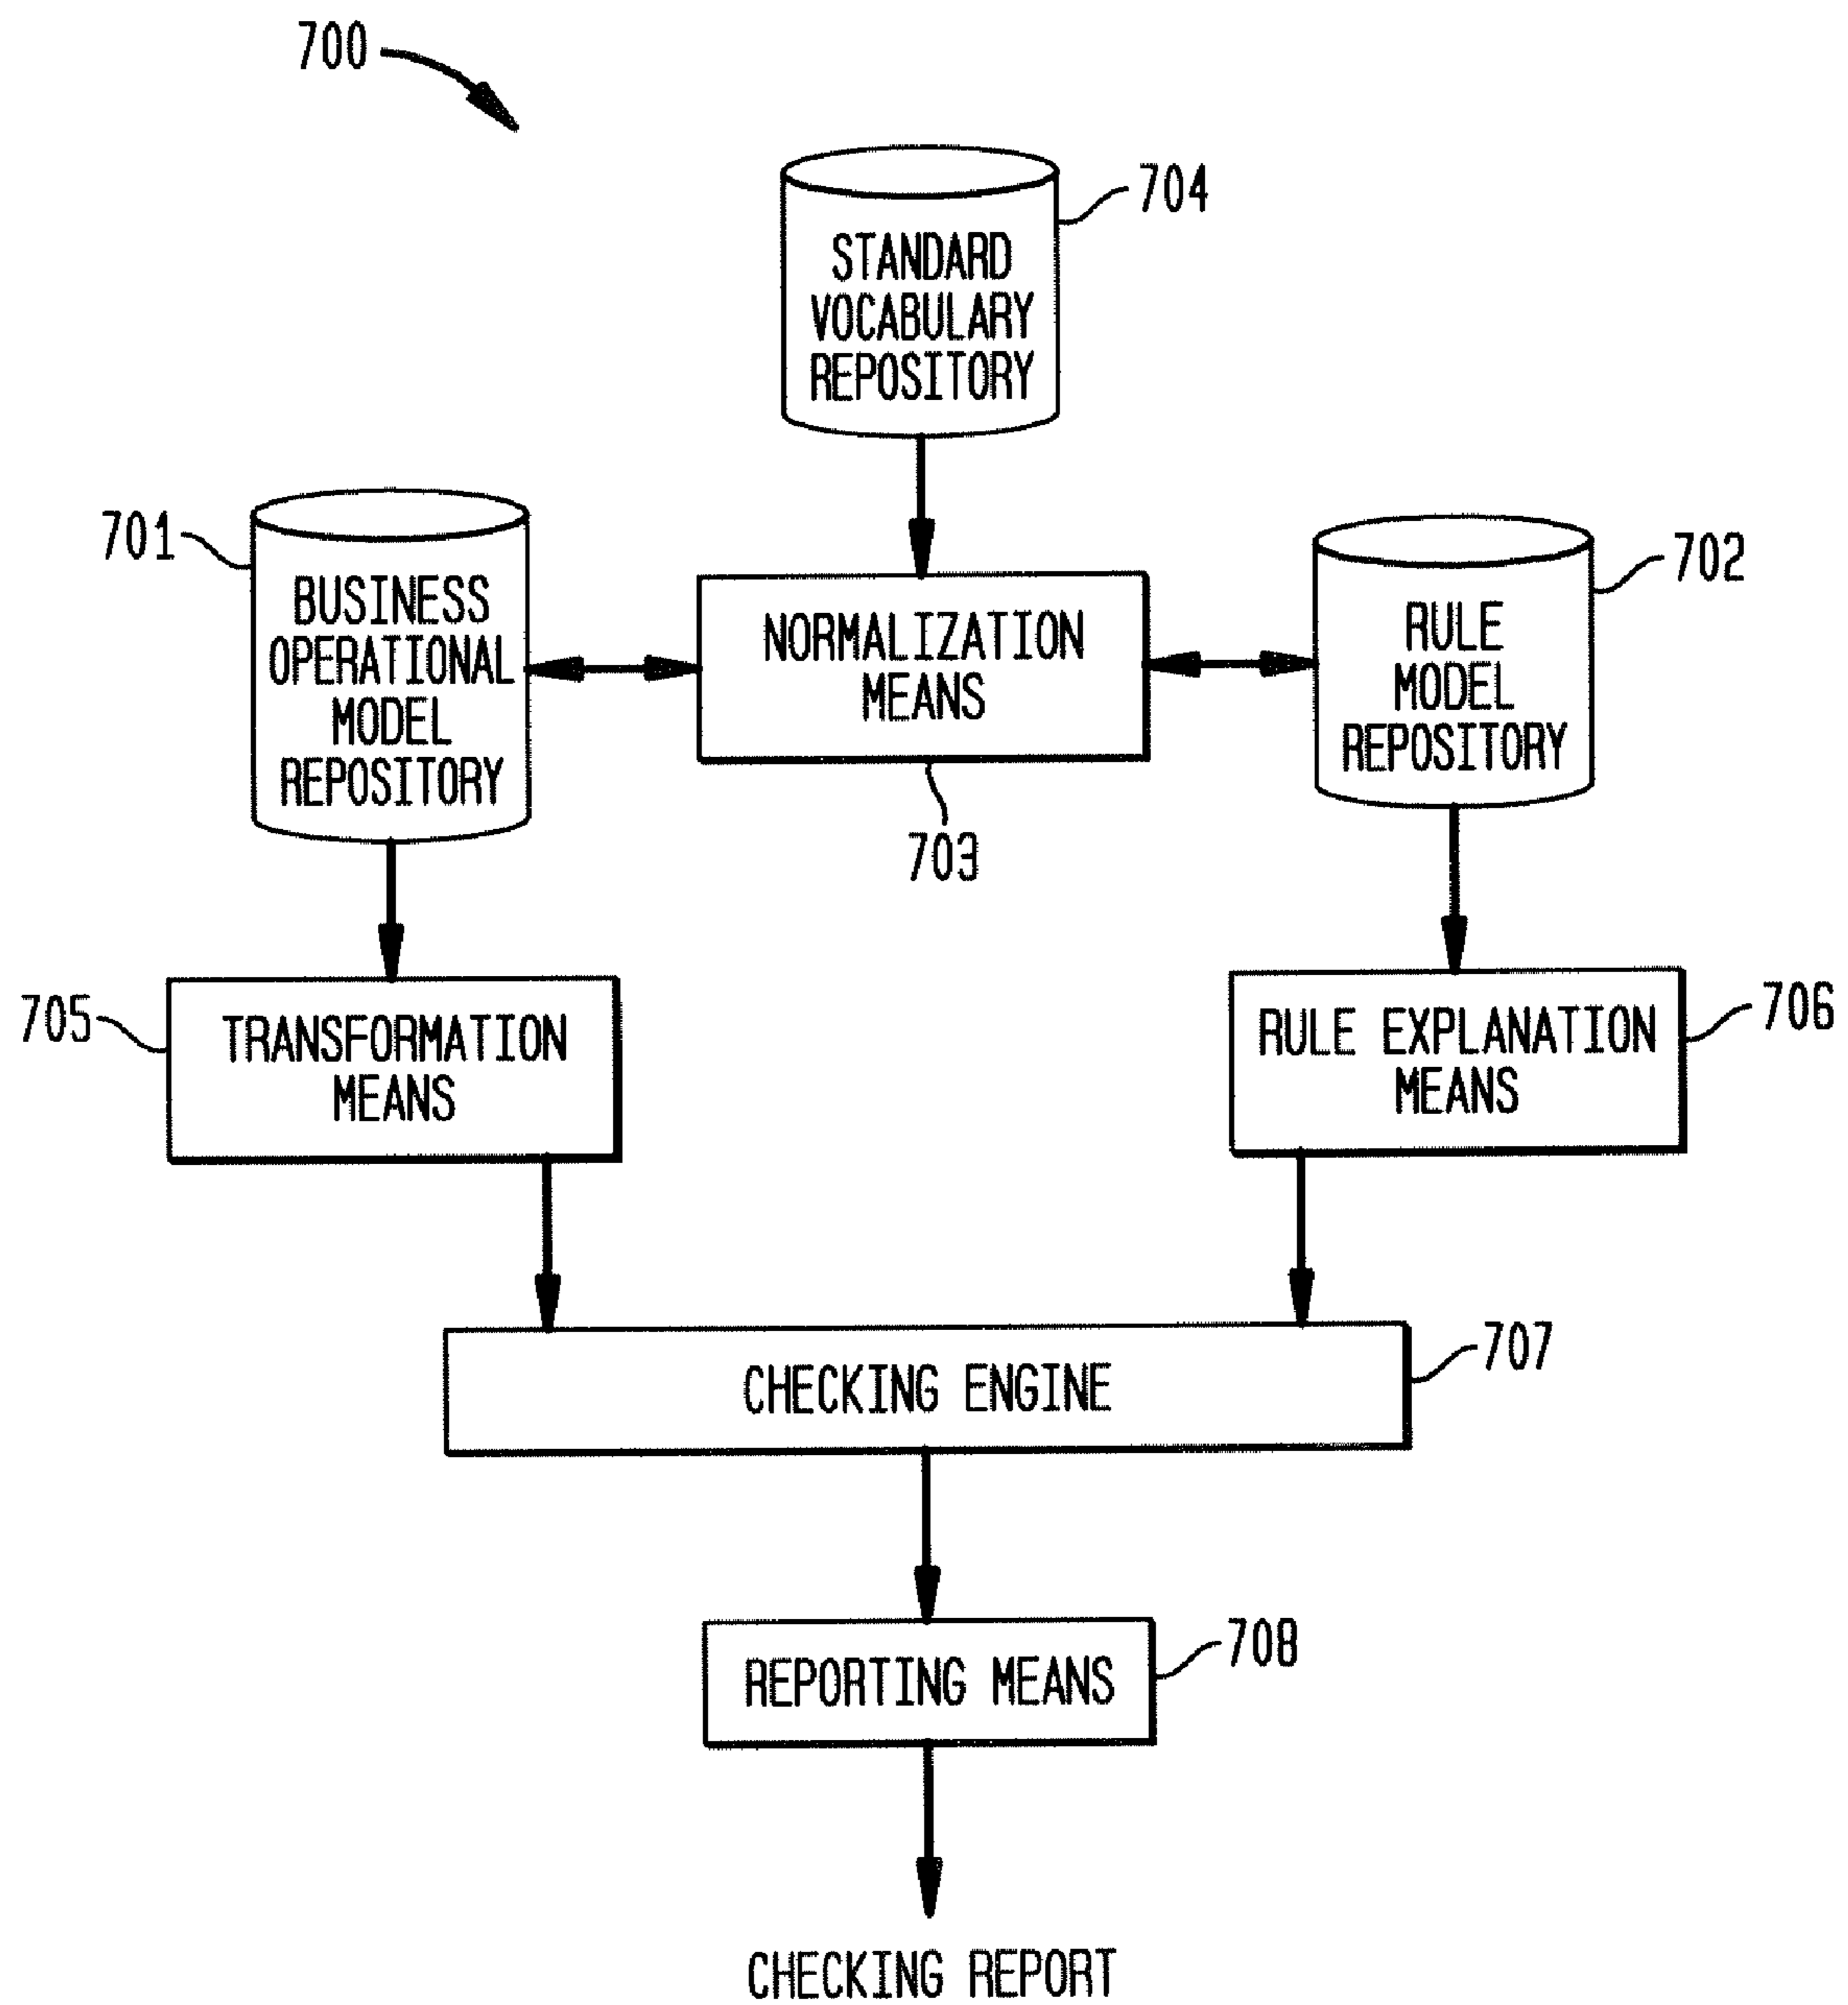 700
704
STANDARD
VOCABULARY
REPOSITORY
701
BUSINESS
OPERATIONAL
MODEL
REPOSITORY
NORMALIZATION
MEANS
703
702
RULE
MODEL
REPOSITORY
705
TRANSFORMATION
MEANS
706
RULE EXPLANATION
MEANS
707
CHECKING ENGINE
708
REPORTING MEANS
CHECKING REPORT